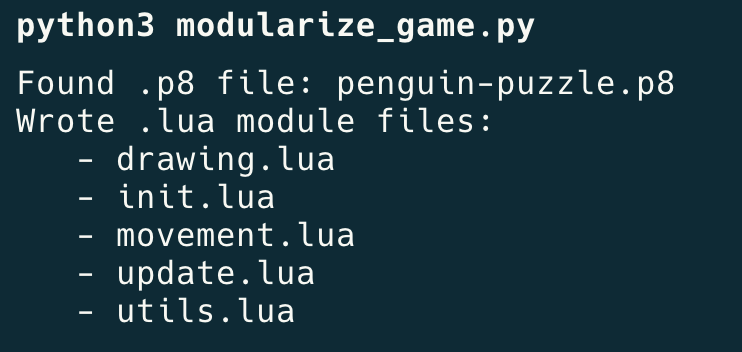 python3 modularize_game.py
Found .p8 file: penguin-puzzle.p8
Wrote .lua module files:
- drawing.lua
- init.lua
- movement.lua
- update.lua
- utils.lua